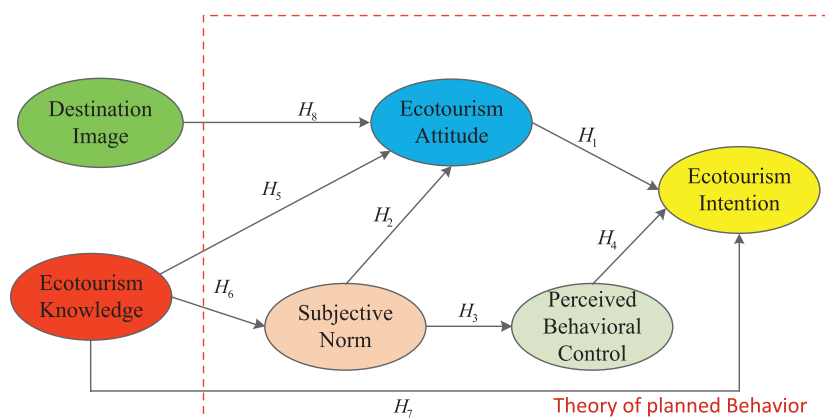 Destination
Image
H8
Ecotourism
Attitude
H1
Ecotourism
Intention
H5
H2
H4
Ecotourism
Knowledge
H6
Subjective
Norm
H3
Perceived
Behavioral
Control
H7
Theory of planned Behavior